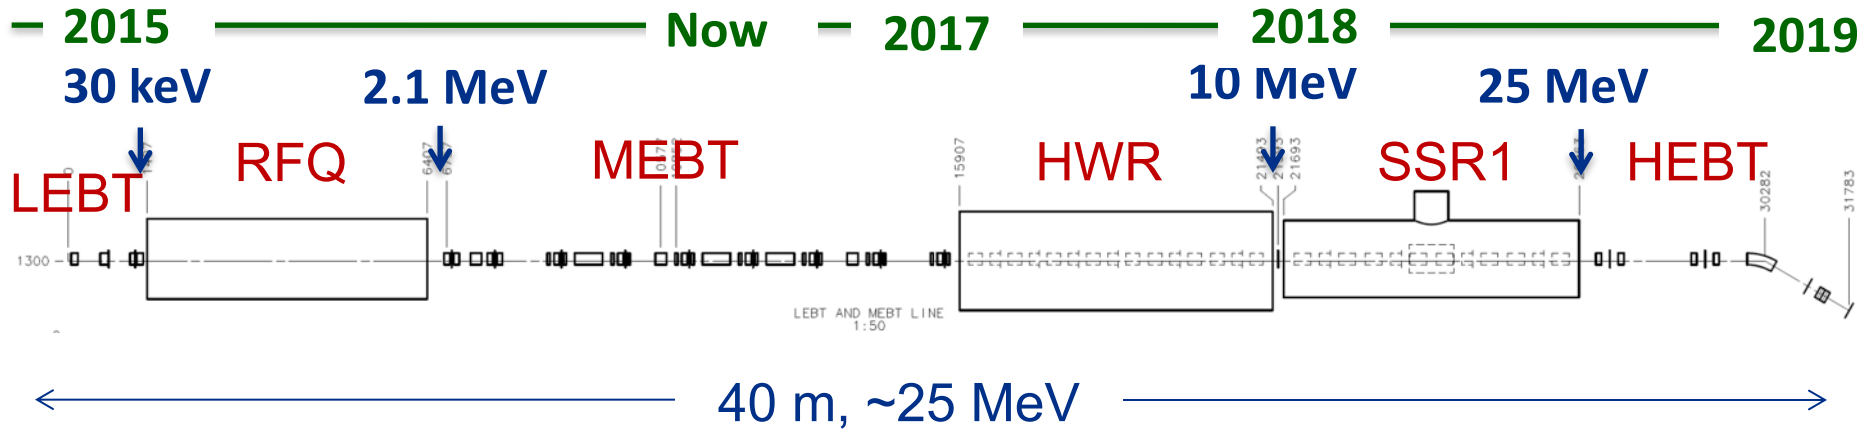 2015 Now 2017 2018 2019
30 keV 2.1 MeV 10 MeV 25 MeV
LEBT RFQ MEBT HWR SSR1 HEBT
6407 15907 21693 30282 31783
1300
LEBT AND MEBT LINE
1:50
40 m, ~25 MeV